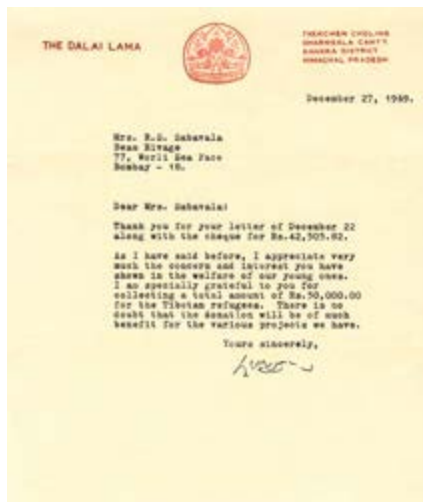 THE DALAI LAMA
THEKCHEN CHOLING
DHARMSALA CANTT.
KANGRA DISTRICT
HIMACHAL PRADESH
December 27, 1969.
Mrs. R.S. Sabavala
Beau Rivage
77, Worli Sea Face
Bombay - 18.
Dear Mrs. Sabavala:
Thank you for your letter of December 22
along with the cheque for Rs.42,505.82.
As I have said before, I appreciate very
much the concern and interest you have
shown in the welfare of our young ones.
I am specially grateful to you for
collecting a total amount of Rs.50,000.00
for the Tibetan refugees. There is no
doubt that the donation will be of much
benefit for the various projects we have.
Yours sincerely,